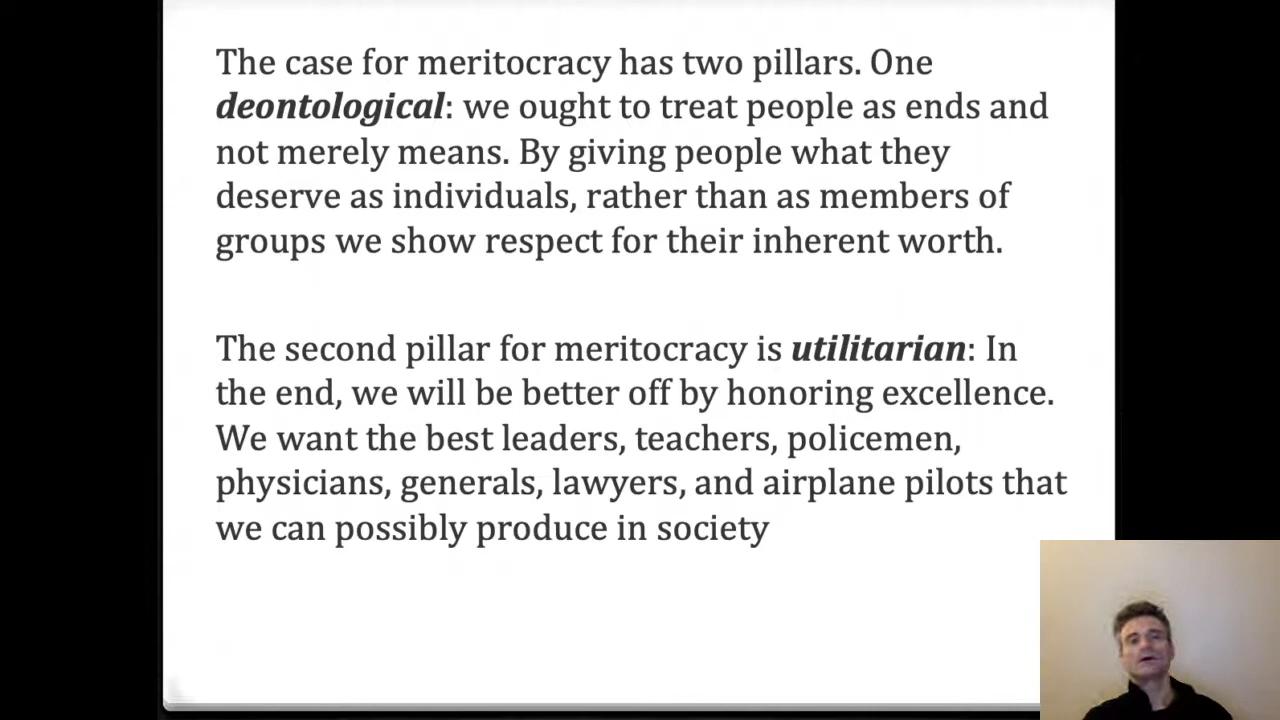 The case for meritocracy has two pillars. One
deontological: we ought to treat people as ends and
not merely means. By giving people what they
deserve as individuals, rather than as members of
groups we show respect for their inherent worth.
The second pillar for meritocracy is utilitarian: In
the end, we will be better off by honoring excellence.
We want the best leaders, teachers, policemen,
physicians, generals, lawyers, and airplane pilots that
we can possibly produce in society